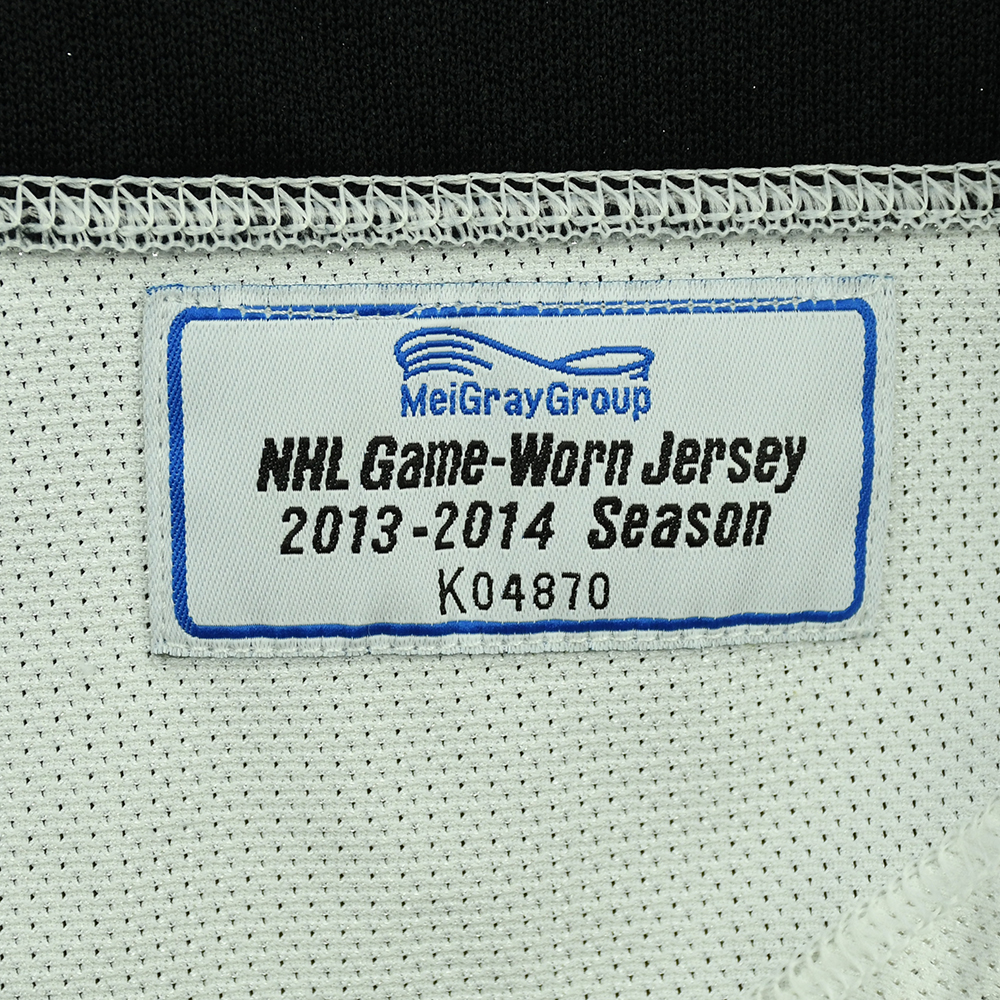 MeiGrayGroup
NHL Game-Worn Jersey
2013-2014 Season
K04870